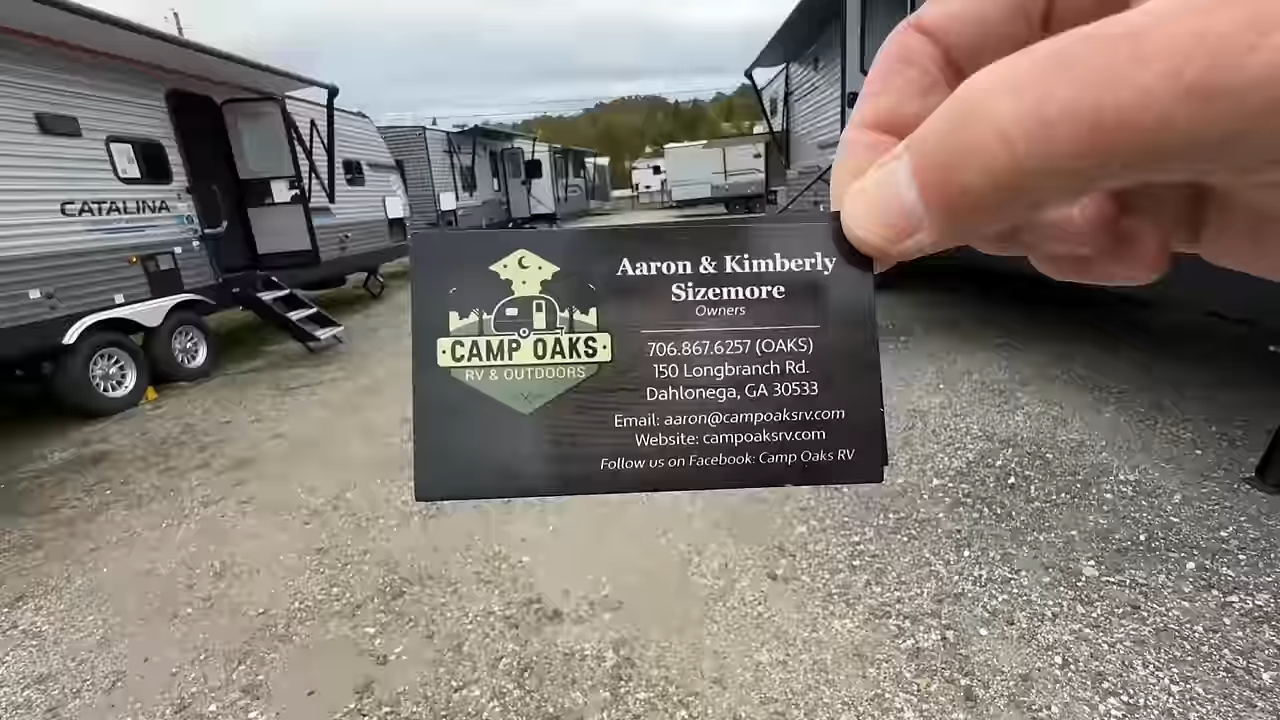 CATALINA
CAMP OAKS
RV & OUTDOORS
Aaron & Kimberly
Sizemore
Owners
706.867.6257 (OAKS)
150 Longbranch Rd.
Dahlonega, GA 30533
Email: aaron@campoaksrv.com
Website: campoaksrv.com
Follow us on Facebook: Camp Oaks RV